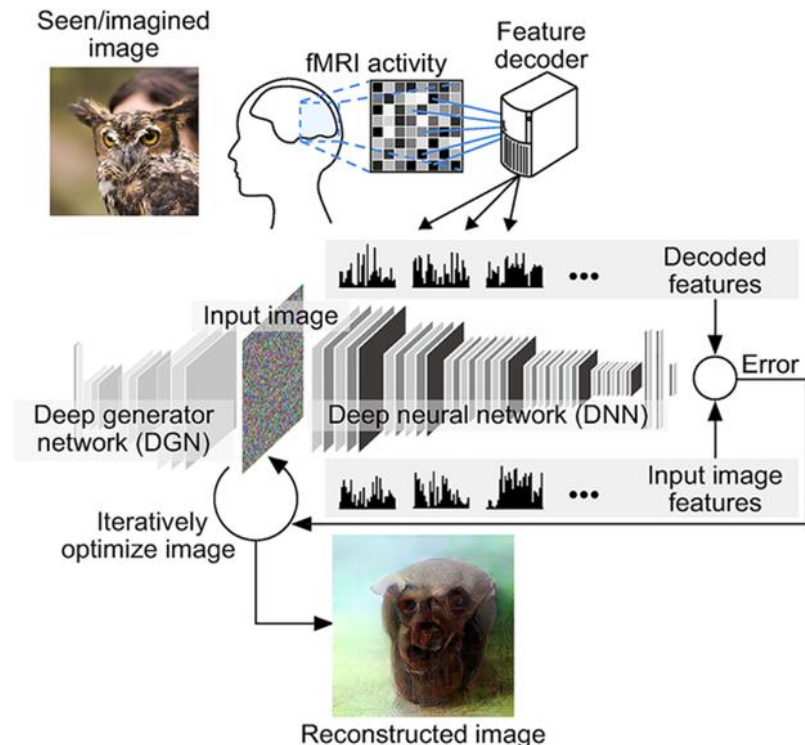 Seen/imagined
image
fMRI activity
Feature
decoder
Decoded
features
Input image
Deep generator
network (DGN)
Deep neural network (DNN)
Error
Input image
features
Iteratively
optimize image
Reconstructed image